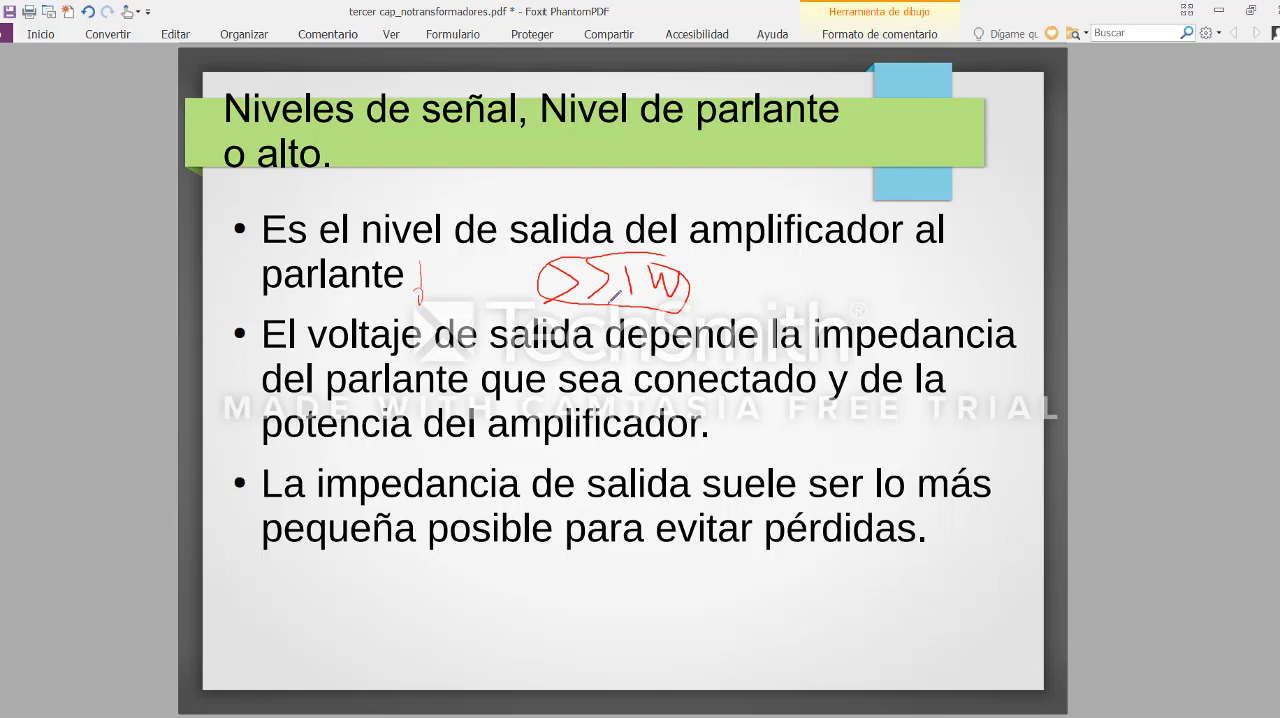 tercer cap_notransformadores.pdf * - Foxit PhantomPDF
Herramienta de dibujo
Inicio Convertir Editar Organizar Comentario Ver Formulario Proteger Compartir Accesibilidad Ayuda Formato de comentario Dígame qu Buscar
Niveles de señal, Nivel de parlante
o alto.
• Es el nivel de salida del amplificador al
parlante
>>1W
• El voltaje de salida depende la impedancia
del parlante que sea conectado y de la
potencia del amplificador.
• La impedancia de salida suele ser lo más
pequeña posible para evitar pérdidas.
TechSmith®
MADE WITH CAMTASIA FREE TRIAL